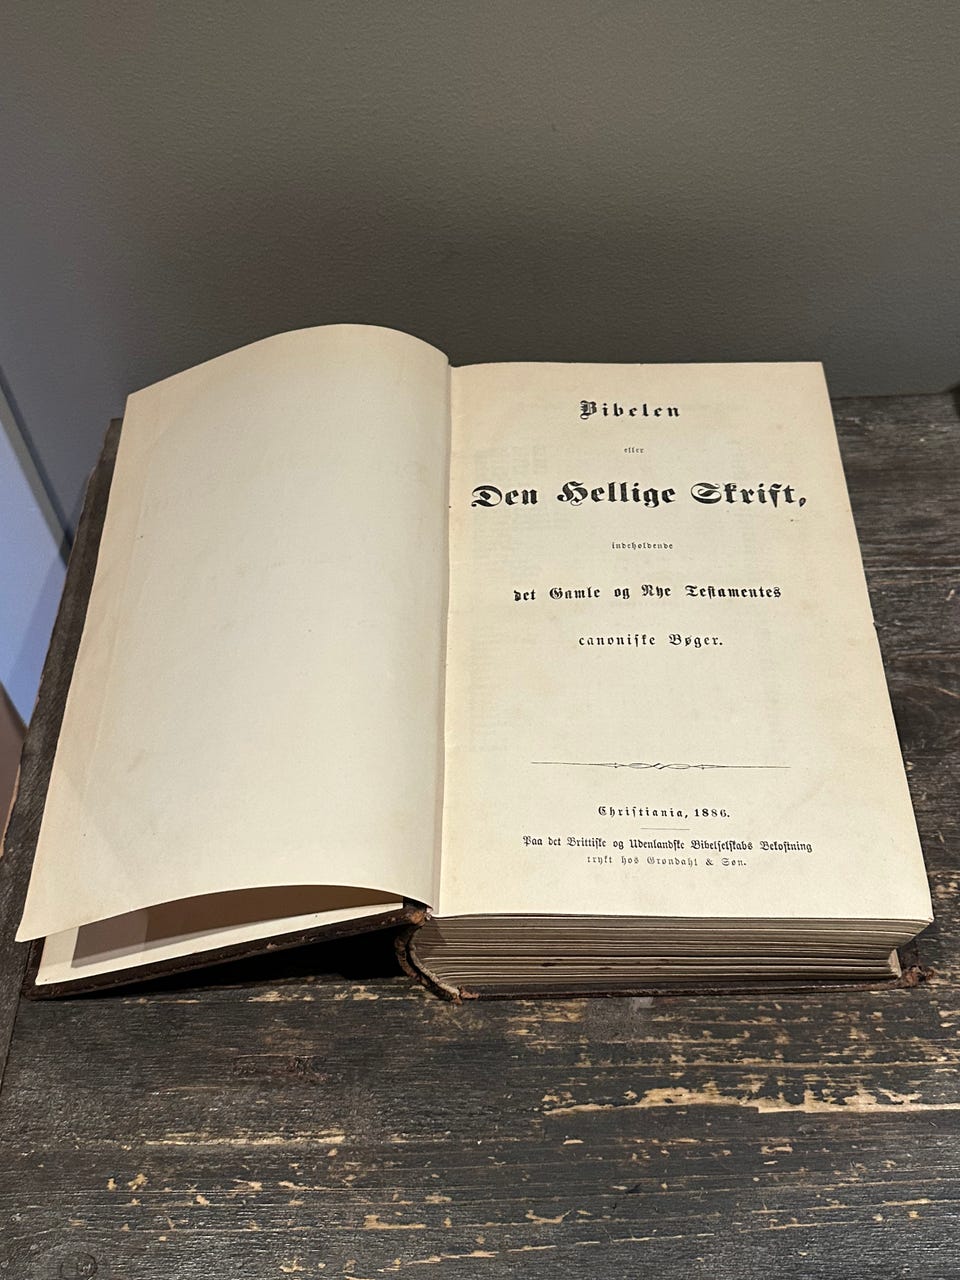 Bibelen
eller
Den Hellige Skrift,
indeholdende
det Gamle og Nye Testamentes
canoniske Bøger.
Christiania, 1886.
Paa det Brittiske og Udenlandske Bibelselskabs Bekostning
trykt hos Grøndahl & Søn.